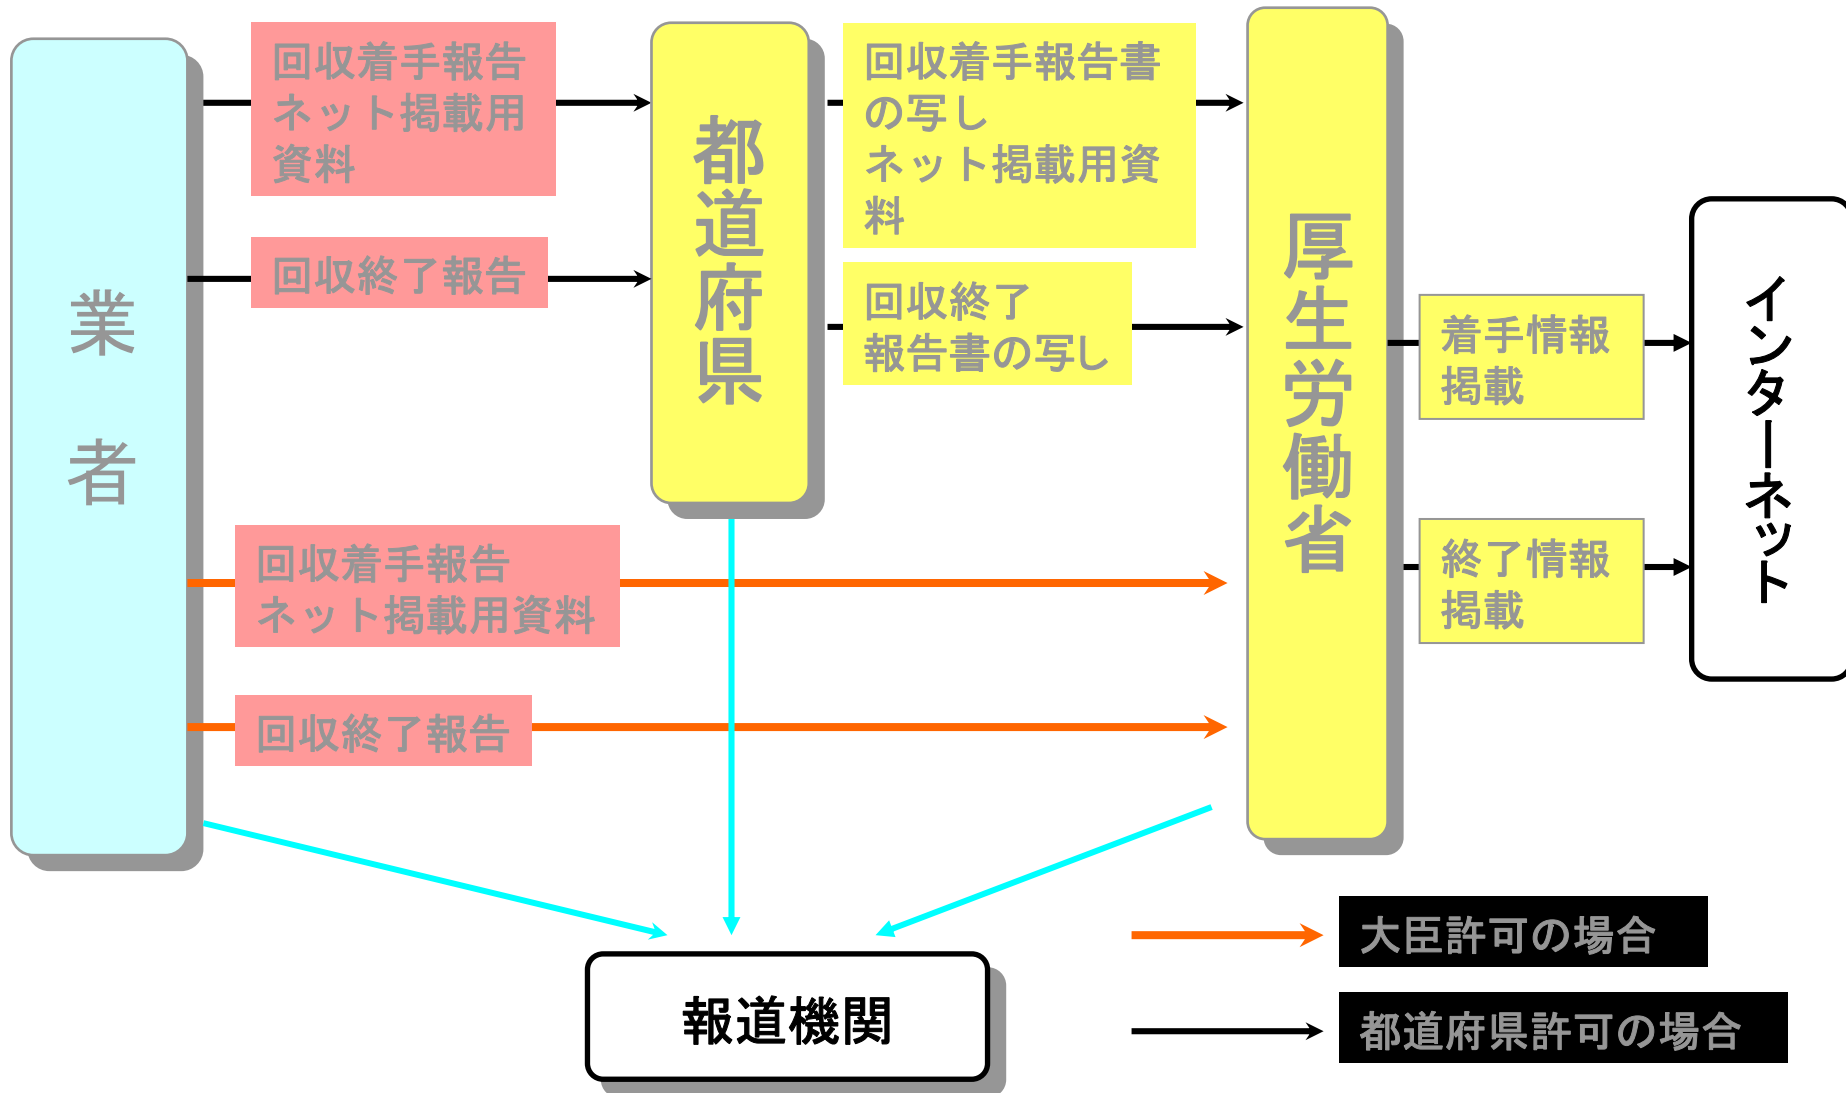 業者
回収着手報告
ネット掲載用
資料
回収終了報告
都道府県
回収着手報告書
の写し
ネット掲載用資
料
回収終了
報告書の写し
厚生労働省
着手情報
掲載
終了情報
掲載
インターネット
回収着手報告
ネット掲載用資料
回収終了報告
報道機関
大臣許可の場合
都道府県許可の場合